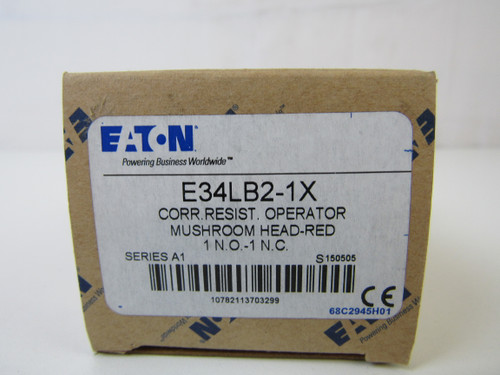 EATON
Powering Business Worldwide™
E34LB2-1X
CORR.RESIST. OPERATOR
MUSHROOM HEAD-RED
1 N.O.-1 N.C.
SERIES A1 S150505
10782113703299
CE
68C2945H01